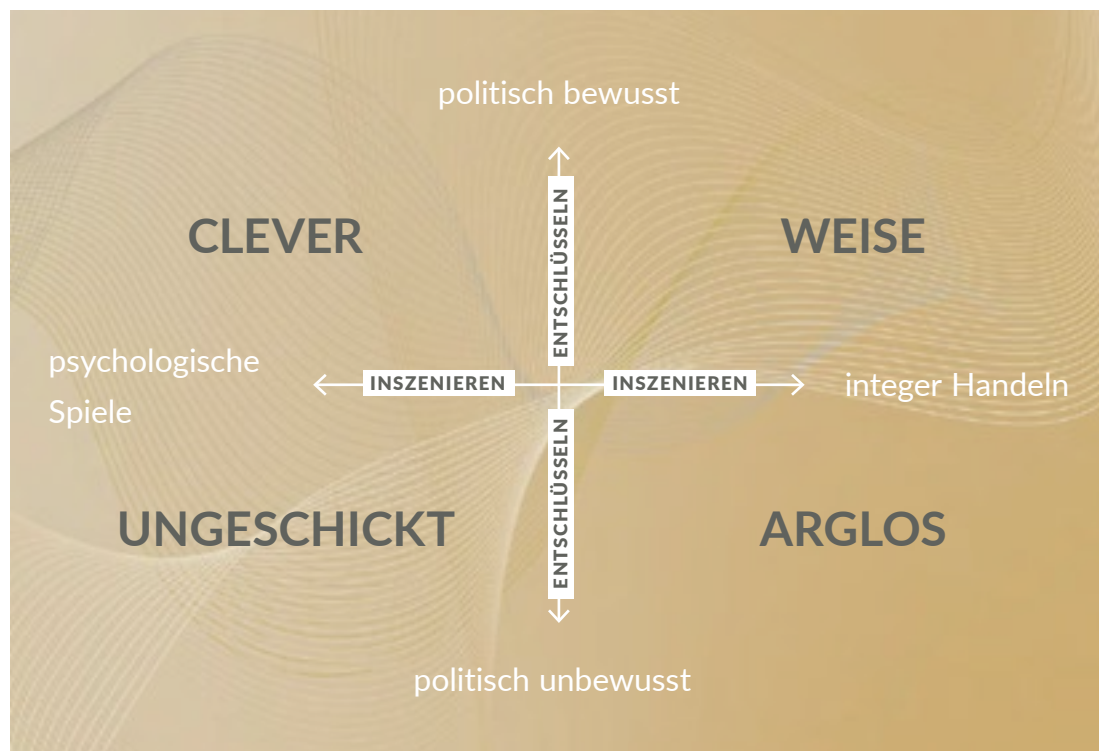 politisch bewusst
ENTSCHLÜSSELN
CLEVER
WEISE
psychologische
Spiele
INSZENIEREN
INSZENIEREN
integer Handeln
ENTSCHLÜSSELN
UNGESCHICKT
ARGLOS
politisch unbewusst